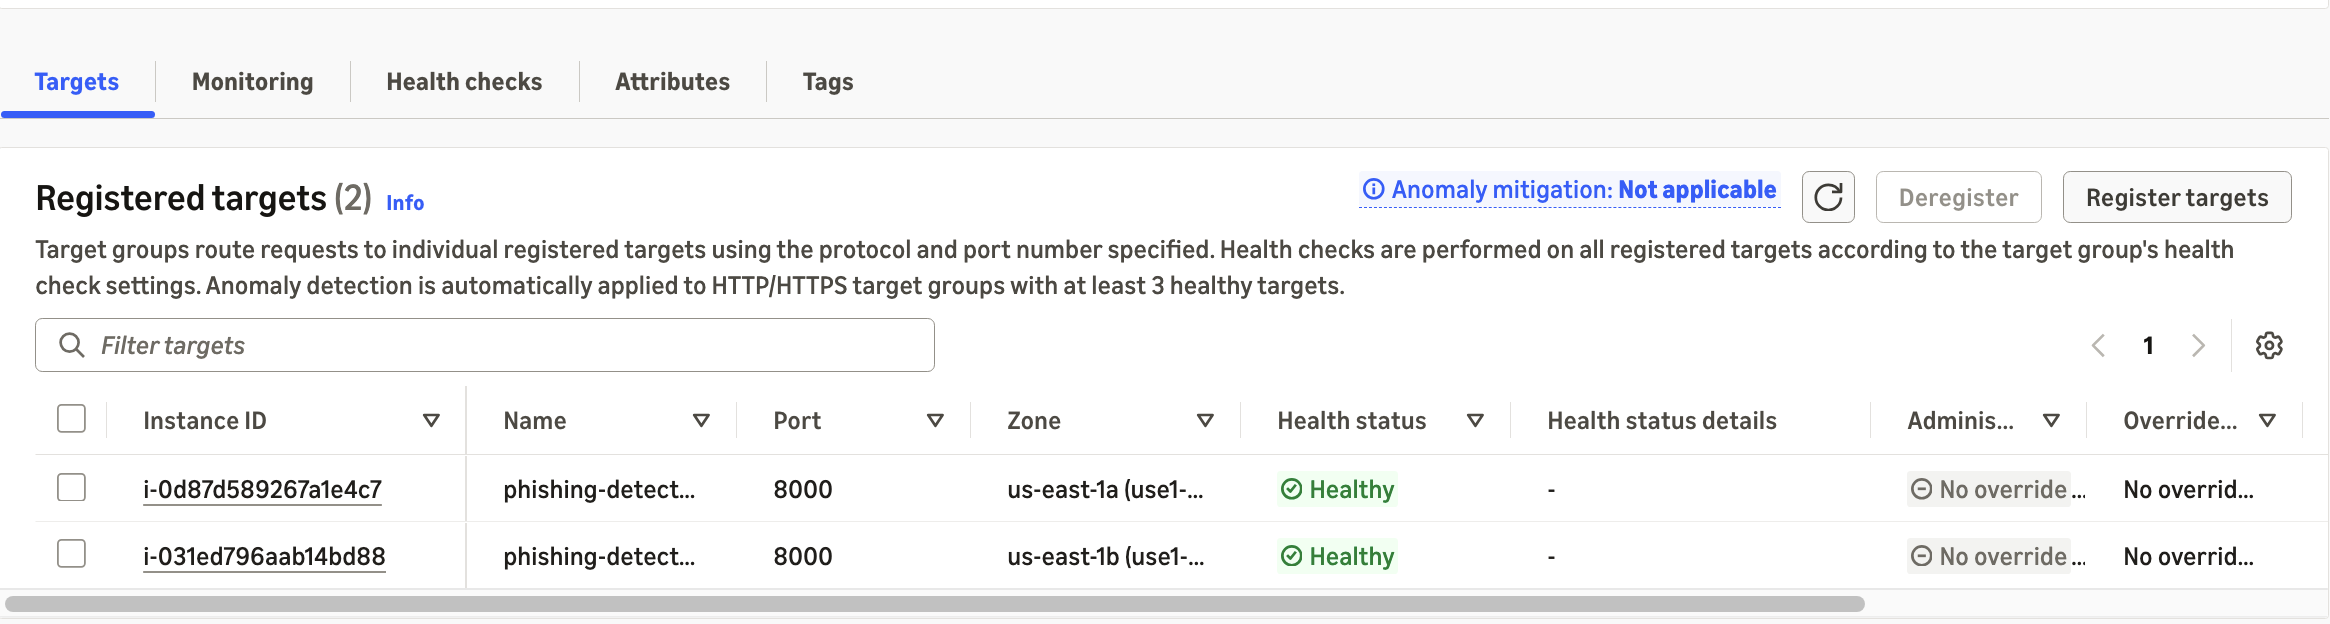 Targets Monitoring Health checks Attributes Tags
Registered targets (2) Info Anomaly mitigation: Not applicable Deregister Register targets
Target groups route requests to individual registered targets using the protocol and port number specified. Health checks are performed on all registered targets according to the target group's health
check settings. Anomaly detection is automatically applied to HTTP/HTTPS target groups with at least 3 healthy targets.
Filter targets 1
Instance ID Name Port Zone Health status Health status details Adminis... Override...
i-0d87d589267a1e4c7 phishing-detect... 8000 us-east-1a (use1-... Healthy - No override... No overrid...
i-031ed796aab14bd88 phishing-detect... 8000 us-east-1b (use1-... Healthy - No override... No overrid...